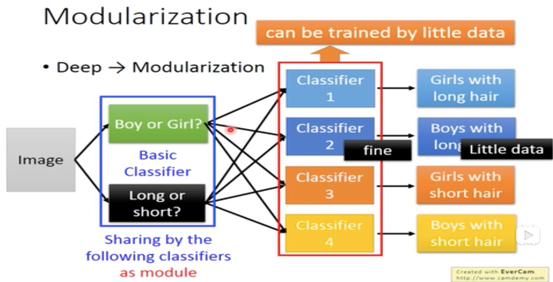 Modularization
can be trained by little data
• Deep → Modularization
Image
Boy or Girl?
Basic
Classifier
Long or
short?
Sharing by the
following classifiers
as module
Classifier
1
Girls with
long hair
Classifier
2
fine
Boys with
long
Little data
Classifier
3
Girls with
short hair
Classifier
4
Boys with
short hair
Created with EverCam
http://www.camdemy.com